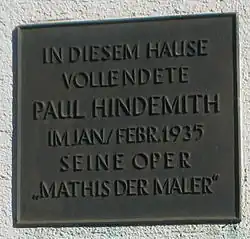 IN DIESEM HAUSE
VOLLENDETE
PAUL HINDEMITH
IM JAN./FEBR. 1935
SEINE OPER
„MATHIS DER MALER“